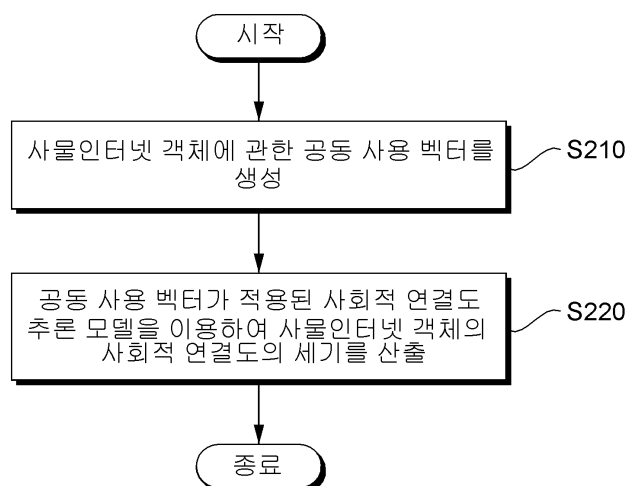 시작
사물인터넷 객체에 관한 공동 사용 벡터를
생성
S210
공동 사용 벡터가 적용된 사회적 연결도
추론 모델을 이용하여 사물인터넷 객체의
사회적 연결도의 세기를 산출
S220
종료